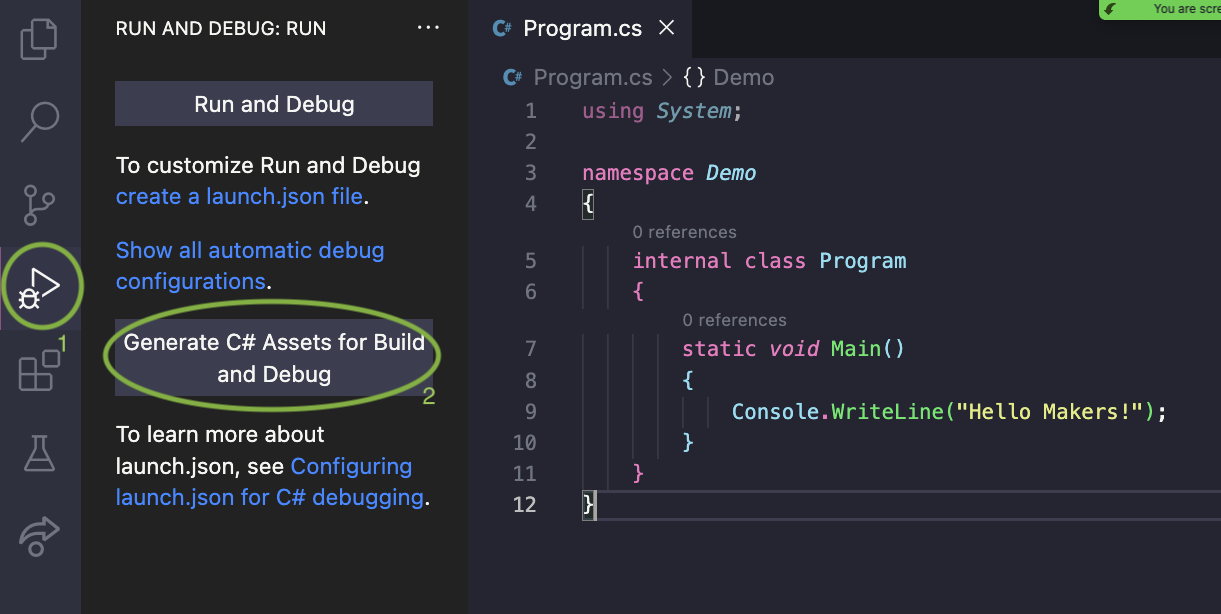 RUN AND DEBUG: RUN
...
Run and Debug
To customize Run and Debug
create a launch.json file.
Show all automatic debug
configurations.
Generate C# Assets for Build
and Debug
To learn more about
launch.json, see Configuring
launch.json for C# debugging.
1
2
C# Program.cs ×
You are scre
C# Program.cs > {} Demo
1 using System;
2
3 namespace Demo
4 {
0 references
5 internal class Program
6 {
0 references
7 static void Main()
8 {
9 Console.WriteLine("Hello Makers!");
10 }
11 }
12 }